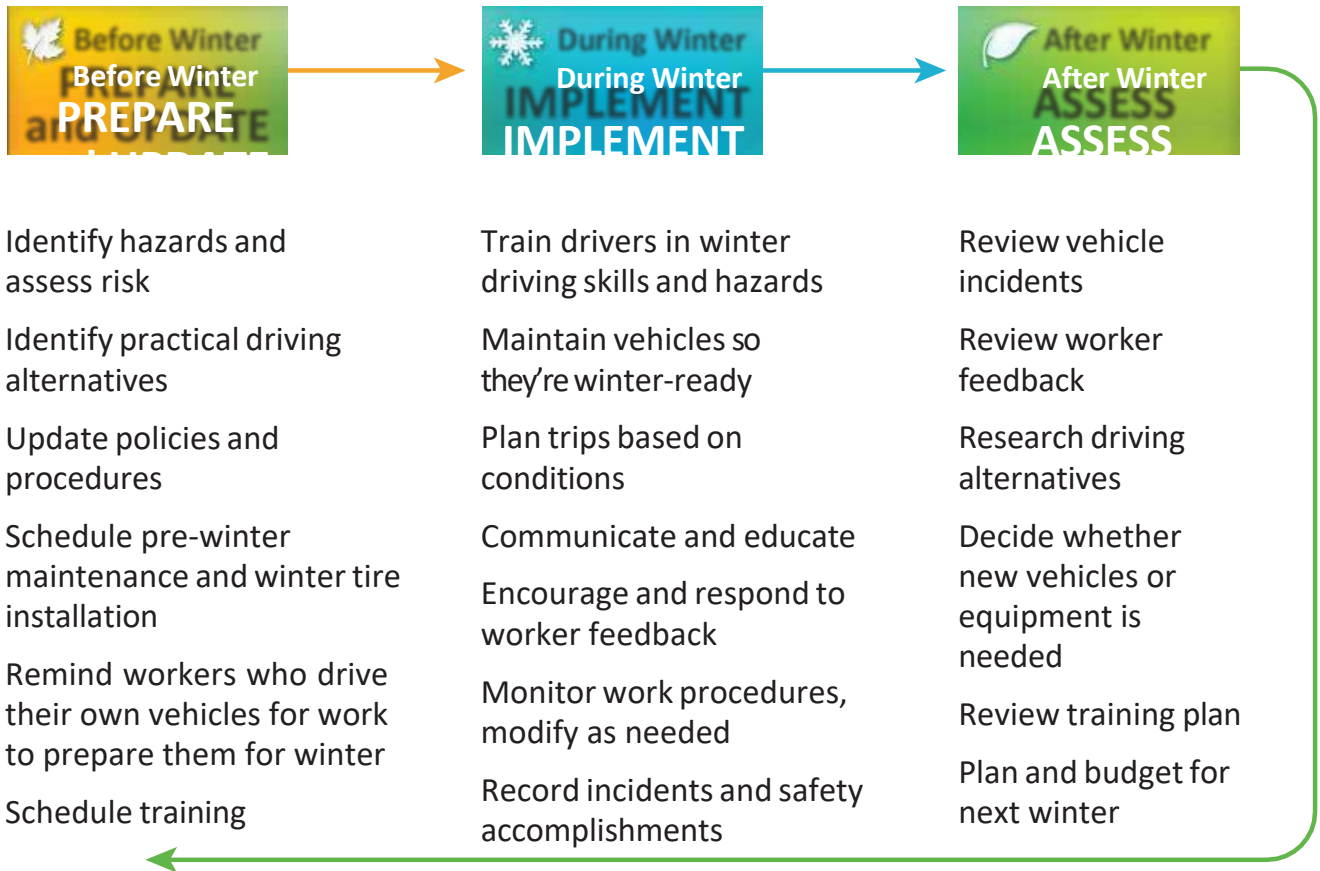 Before Winter
Before Winter
PREPARE
PREPARE
and UPDATE
UPDATE
Identify hazards and
assess risk
Identify practical driving
alternatives
Update policies and
procedures
Schedule pre-winter
maintenance and winter tire
installation
Remind workers who drive
their own vehicles for work
to prepare them for winter
Schedule training
During Winter
During Winter
IMPLEMENT
IMPLEMENT
Train drivers in winter
driving skills and hazards
Maintain vehicles so
they're winter-ready
Plan trips based on
conditions
Communicate and educate
Encourage and respond to
worker feedback
Monitor work procedures,
modify as needed
Record incidents and safety
accomplishments
After Winter
After Winter
ASSESS
ASSESS
Review vehicle
incidents
Review worker
feedback
Research driving
alternatives
Decide whether
new vehicles or
equipment is
needed
Review training plan
Plan and budget for
next winter